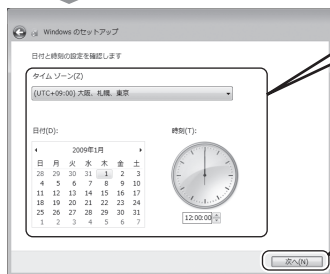 Windows のセットアップ
日付と時刻の設定を確認します
タイム ゾーン(Z)
(UTC+09:00) 大阪、札幌、東京
日付(D):
時刻(T):
2009年1月
日 月 火 水 木 金 土
28 29 30 31 1 2 3
4 5 6 7 8 9 10
11 12 13 14 15 16 17
18 19 20 21 22 23 24
25 26 27 28 29 30 31
1 2 3 4 5 6 7
12:00:00
次へ(N)